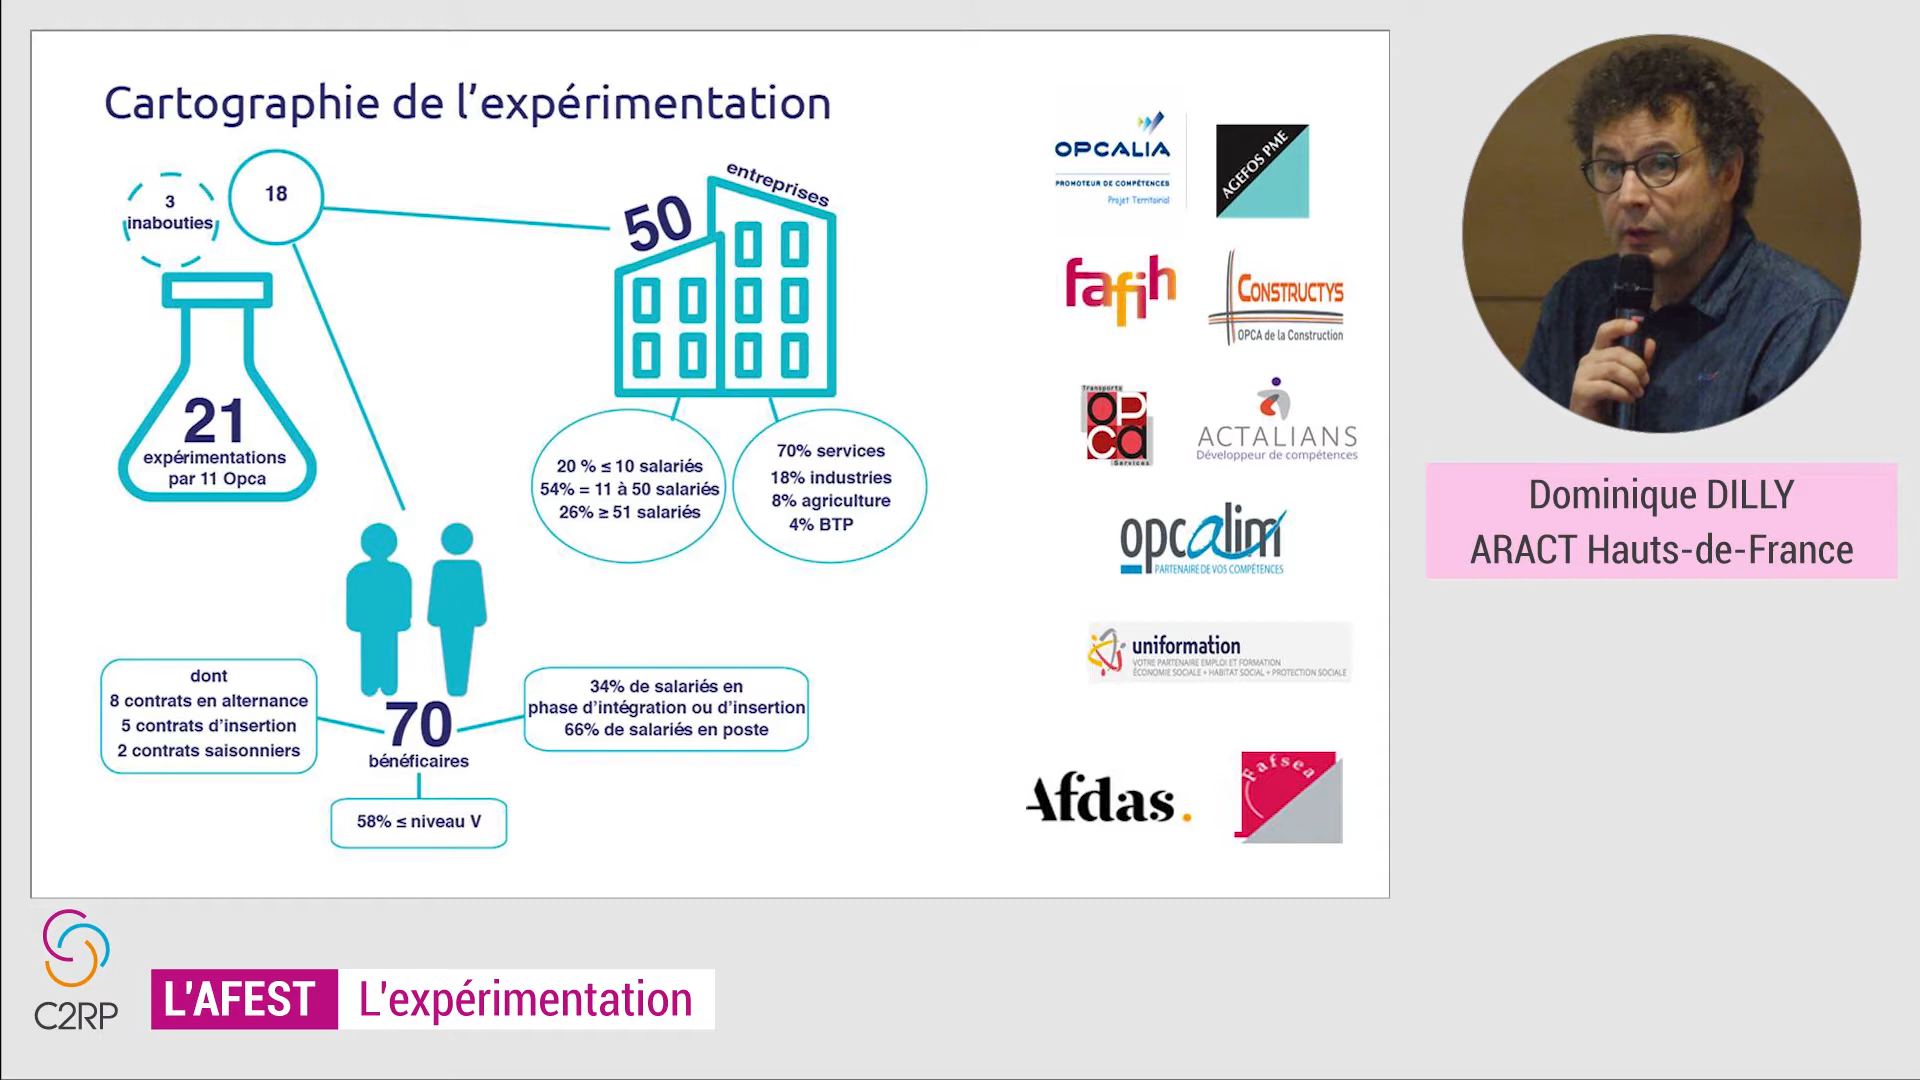 Cartographie de l'expérimentation
3
inabouties
18
50
entreprises
21
expérimentations
par 11 Opca
20 % ≤ 10 salariés
54% = 11 à 50 salariés
26% ≥ 51 salariés
70% services
18% industries
8% agriculture
4% BTP
dont
8 contrats en alternance
5 contrats d'insertion
2 contrats saisonniers
70
bénéficaires
34% de salariés en
phase d'intégration ou d'insertion
66% de salariés en poste
58% ≤ niveau V
OPCALIA
PROMOTEUR DE COMPÉTENCES
Projet Territoirial
AGEFOS PME
fafih
CONSTRUCTYS
OPCA de la Construction
Transports
OPCA
Services
ACTALIANS
Développeur de compétences
opcalim
PARTENAIRE DE VOS COMPÉTENCES
uniformation
VOTRE PARTENAIRE EMPLOI ET FORMATION
ÉCONOMIE SOCIALE + HABITAT SOCIAL + PROTECTION SOCIALE
Afdas.
Fafsea
Dominique DILLY
ARACT Hauts-de-France
C2RP
L'AFEST L'expérimentation